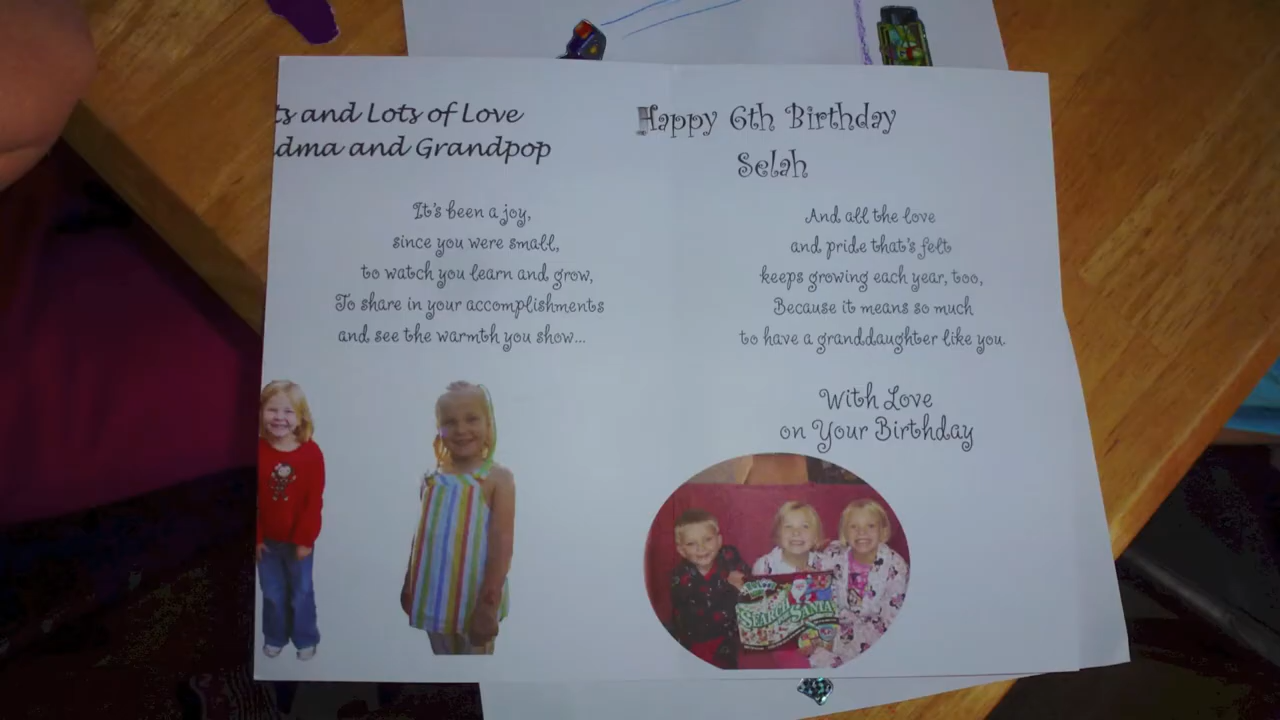 ts and Lots of Love
dma and Grandpop
It's been a joy,
since you were small,
to watch you learn and grow,
To share in your accomplishments
and see the warmth you show...
Happy 6th Birthday
Selah
And all the love
and pride that's felt
keeps growing each year, too,
Because it means so much
to have a granddaughter like you.
With Love
on Your Birthday
SEARCH
SANTA